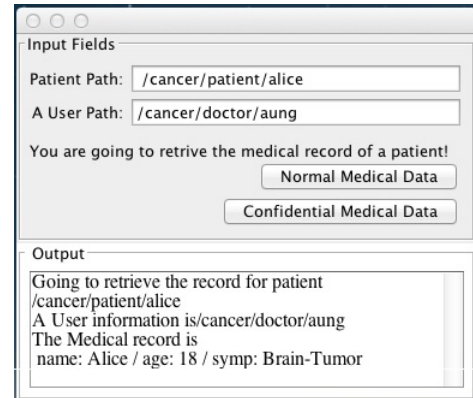 Input Fields
Patient Path: /cancer/patient/alice
A User Path: /cancer/doctor/aung
You are going to retrive the medical record of a patient!
Normal Medical Data
Confidential Medical Data
Output
Going to retrieve the record for patient
/cancer/patient/alice
A User information is/cancer/doctor/aung
The Medical record is
name: Alice / age: 18 / symp: Brain-Tumor